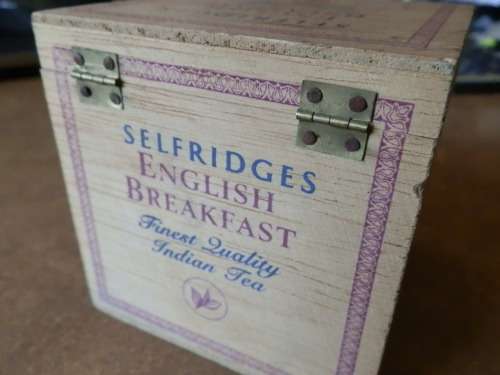 SELFRIDGES
ENGLISH
BREAKFAST
Finest Quality
Indian Tea